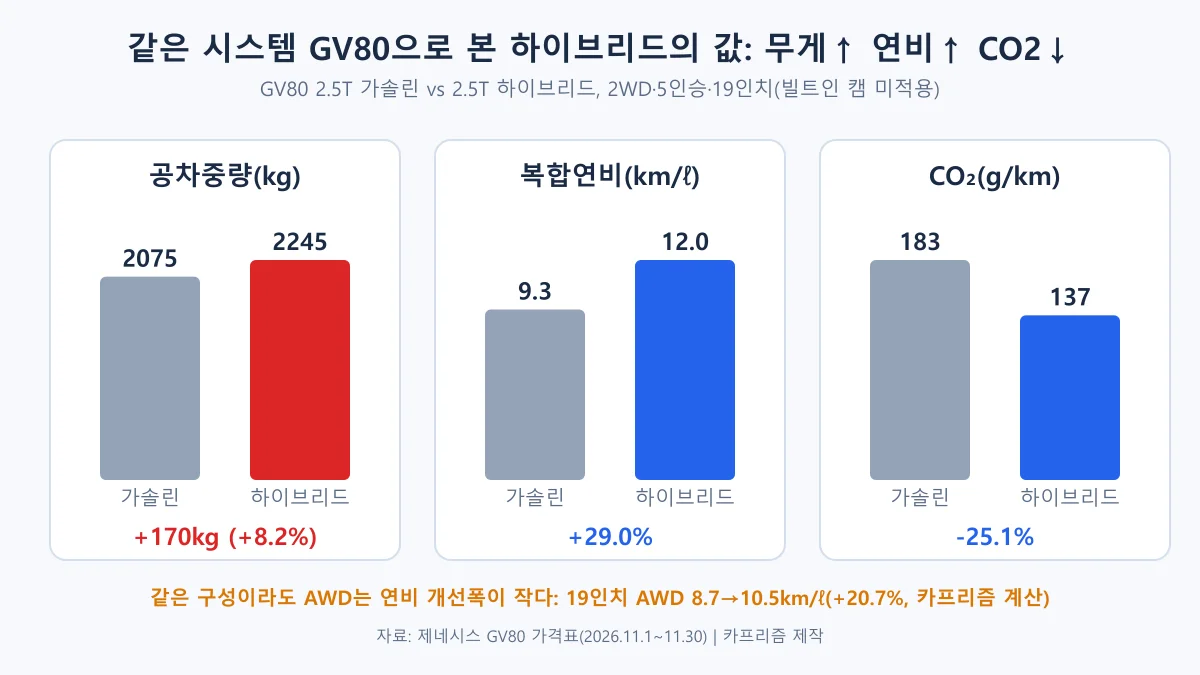 같은 시스템 GV80으로 본 하이브리드의 값: 무게↑ 연비↑ CO2↓
GV80 2.5T 가솔린 vs 2.5T 하이브리드, 2WD·5인승·19인치(빌트인 캠 미적용)
공차중량(kg)
2075
2245
가솔린
하이브리드
+170kg (+8.2%)
복합연비(km/ℓ)
9.3
12.0
가솔린
하이브리드
+29.0%
CO₂(g/km)
183
137
가솔린
하이브리드
-25.1%
같은 구성이라도 AWD는 연비 개선폭이 작다: 19인치 AWD 8.7→10.5km/ℓ(+20.7%, 카프리즘 계산)
자료: 제네시스 GV80 가격표(2026.11.1~11.30) | 카프리즘 제작